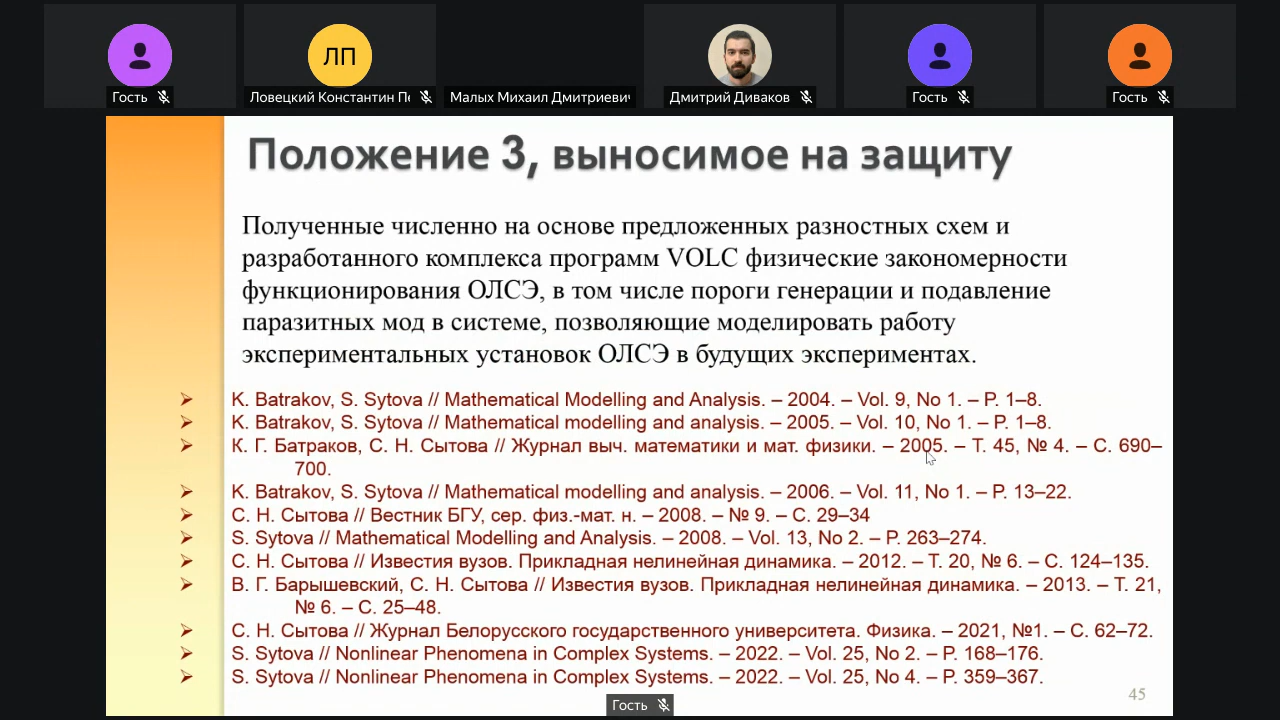 ЛП
Гость
Ловецкий Константин Пе
Малых Михаил Дмитриевич
Дмитрий Диваков
Гость
Гость
Положение 3, выносимое на защиту
Полученные численно на основе предложенных разностных схем и
разработанного комплекса программ VOLC физические закономерности
функционирования ОЛСЭ, в том числе пороги генерации и подавление
паразитных мод в системе, позволяющие моделировать работу
экспериментальных установок ОЛСЭ в будущих экспериментах.
K. Batrakov, S. Sytova // Mathematical Modelling and Analysis. – 2004. – Vol. 9, No 1. – P. 1–8.
K. Batrakov, S. Sytova // Mathematical Modelling and Analysis. – 2005. – Vol. 10, No 1. – P. 1–8.
К. Г. Батраков, С. Н. Сытова // Журнал выч. математики и мат. физики. – 2005. – Т. 45, № 4. – С. 690–
700.
K. Batrakov, S. Sytova // Mathematical modelling and analysis. – 2006. – Vol. 11, No 1. – P. 13–22.
С. Н. Сытова // Вестник БГУ, сер. физ.-мат. н. – 2008. – № 9. – С. 29–34
S. Sytova // Mathematical Modelling and Analysis. – 2008. – Vol. 13, No 2. – P. 263–274.
С. Н. Сытова // Известия вузов. Прикладная нелинейная динамика. – 2012. – Т. 20, № 6. – С. 124–135.
В. Г. Барышевский, С. Н. Сытова // Известия вузов. Прикладная нелинейная динамика. – 2013. – Т. 21,
№ 6. – С. 25–48.
С. Н. Сытова // Журнал Белорусского государственного университета. Физика. – 2021, №1. – С. 62–72.
S. Sytova // Nonlinear Phenomena in Complex Systems. – 2022. – Vol. 25, No 2. – P. 168–176.
S. Sytova // Nonlinear Phenomena in Complex Systems. – 2022. – Vol. 25, No 4. – P. 359–367.
45
Гость